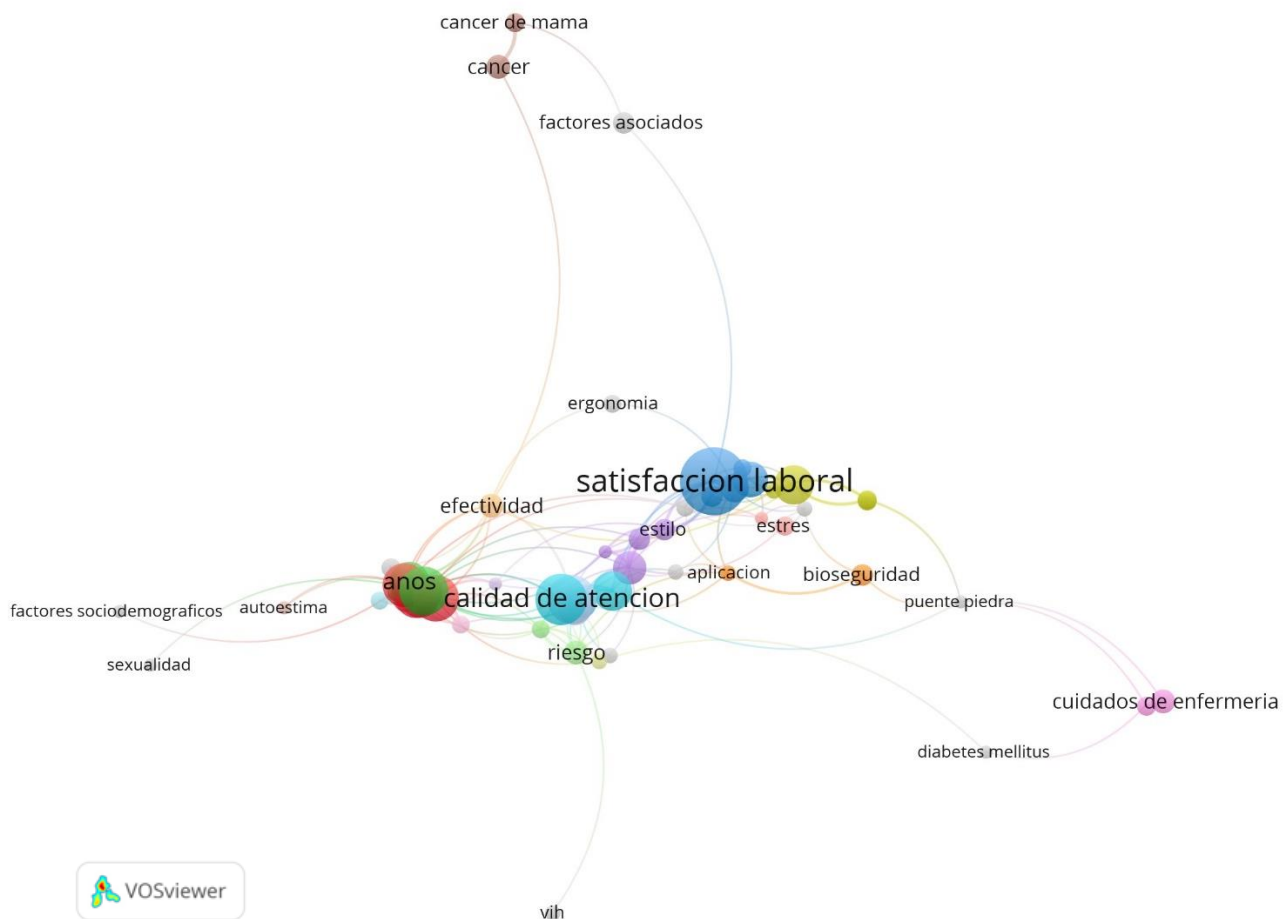 cancer de mama
cancer
factores asociados
ergonomia
satisfaccion laboral
efectividad
estilo
estres
aplicacion
bioseguridad
anos
calidad de atencion
puente piedra
factores sociodemograficos
autoestima
sexualidad
riesgo
cuidados de enfermeria
diabetes mellitus
VOSviewer
vih